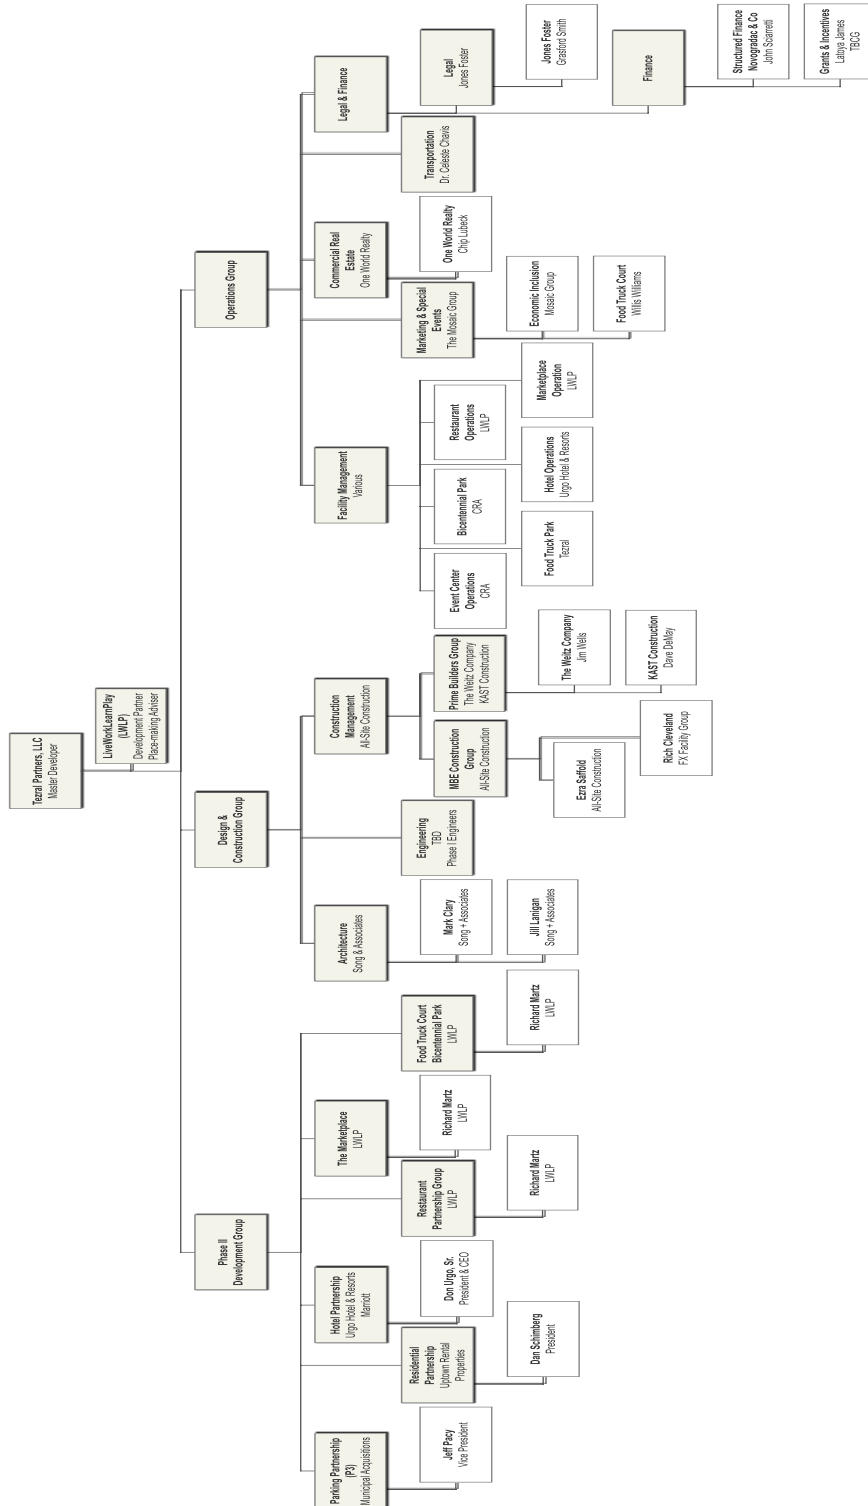 Tezral Partners, LLC
Master Developer
LiveWorkLearnPlay
(LWLP)
Development Partner
Place-making Adviser
Phase II
Development Group
Design &
Construction Group
Operations Group
Parking Partnership
(P3)
Municipal Acquisitions
Jeff Pacy
Vice President
Residential
Partnership
Uptown Rental
Properties
Dan Schimberg
President
Hotel Partnership
Urgo Hotel & Resorts
Marriott
Don Urgo, Sr.
President & CEO
Restaurant
Partnership Group
LWLP
Richard Martz
LWLP
The Marketplace
LWLP
Richard Martz
LWLP
Food Truck Court
Bicentennial Park
LWLP
Richard Martz
LWLP
Architecture
Song & Associates
Mark Clary
Song + Associates
Jill Lanigan
Song + Associates
Engineering
TBD
Phase I Engineers
Construction
Management
All-Site Construction
MBE Construction
Group
All-Site Construction
Ezra Saffold
All-Site Construction
Rich Cleveland
FX Facility Group
Prime Builders Group
The Weitz Company
KAST Construction
The Weitz Company
Jim Wells
KAST Construction
Dave DeMay
Facility Management
Various
Event Center
Operations
CRA
Food Truck Park
Tezral
Bicentennial Park
CRA
Hotel Operations
Urgo Hotel & Resorts
Restaurant
Operations
LWLP
Marketplace
Operation
LWLP
Marketing & Special
Events
The Mosaic Group
Economic Inclusion
Mosaic Group
Food Truck Court
Willis Williams
Commercial Real
Estate
One World Realty
One World Realty
Chip Lubeck
Transportation
Dr. Celeste Chavis
Legal & Finance
Legal
Jones Foster
Jones Foster
Grasford Smith
Finance
Structured Finance
Novogradac & Co
John Sciarretti
Grants & Incentives
Latoya James
TBCG